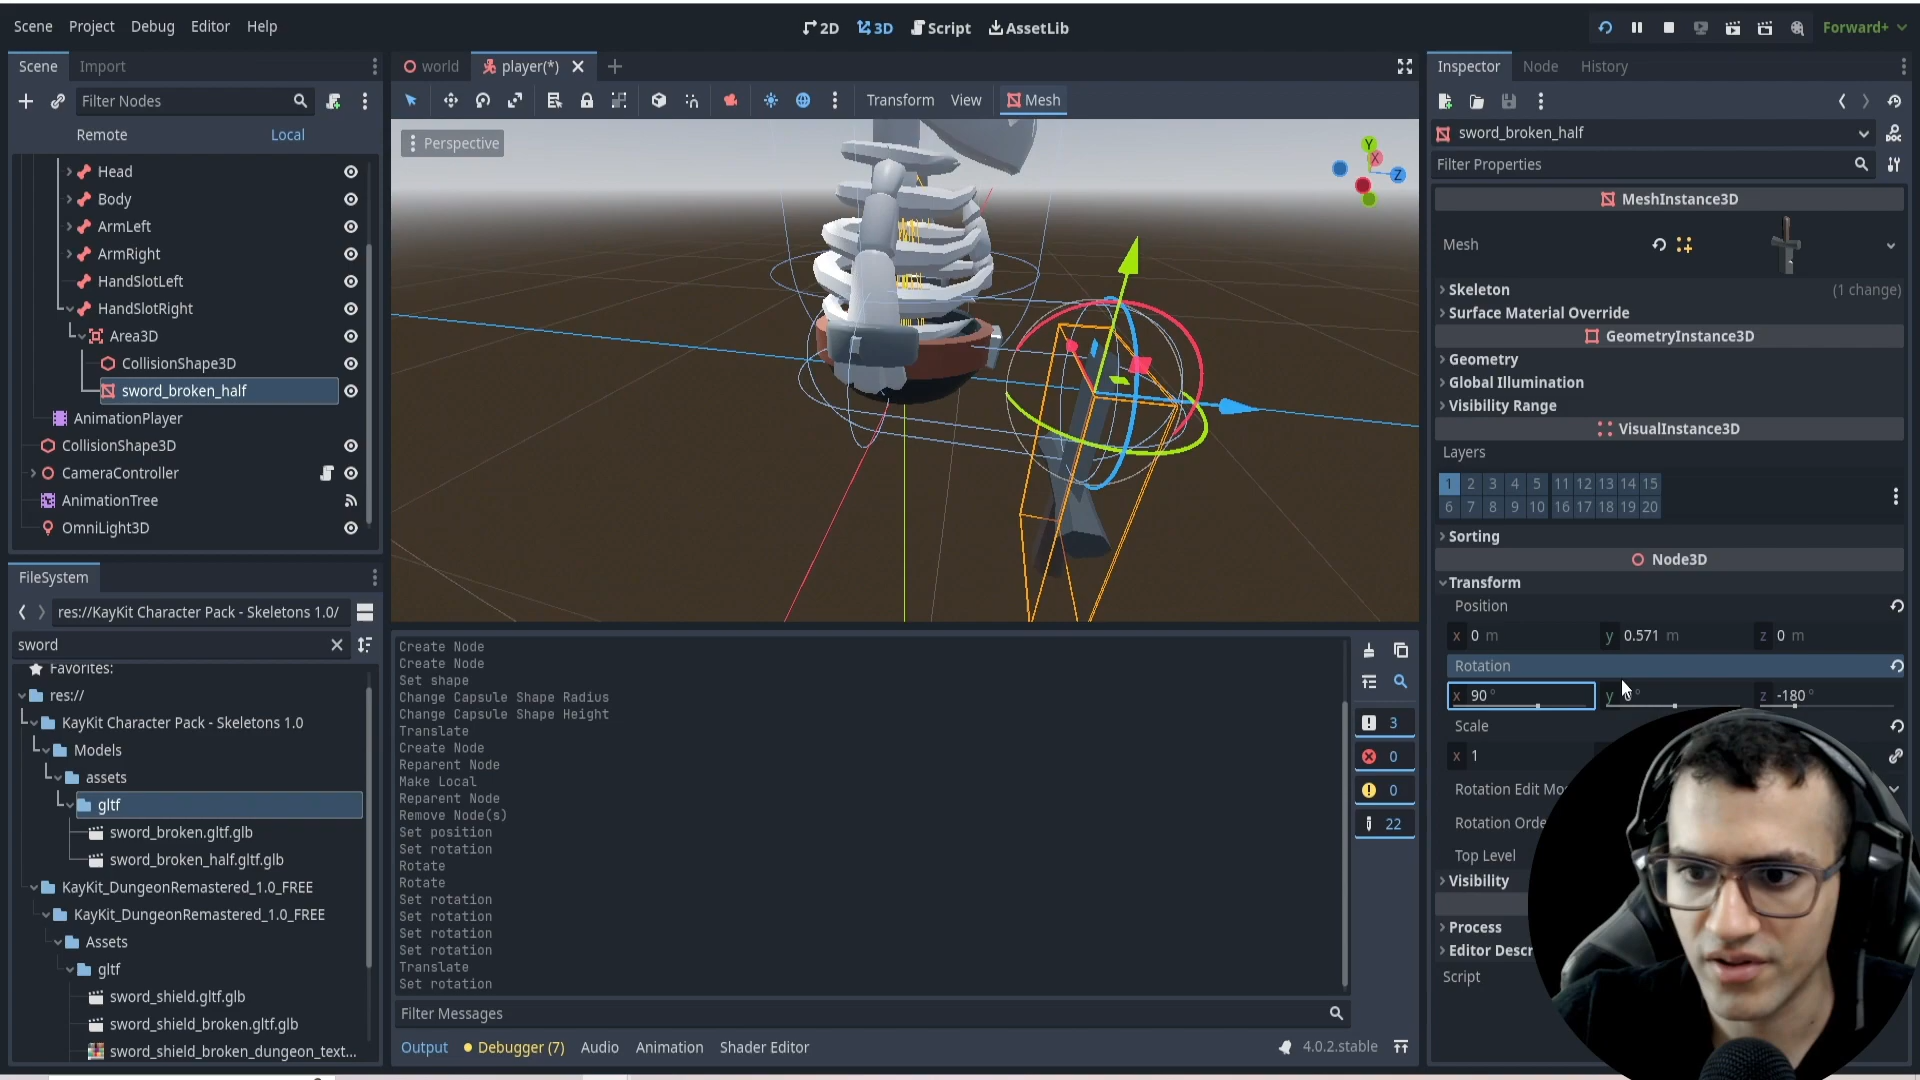 Scene Project Debug Editor Help
2D 3D Script AssetLib
Forward+
Scene Import
Filter Nodes
Remote Local
Head
Body
ArmLeft
ArmRight
HandSlotLeft
HandSlotRight
Area3D
CollisionShape3D
sword_broken_half
AnimationPlayer
CollisionShape3D
CameraController
AnimationTree
OmniLight3D
FileSystem
res://KayKit Character Pack - Skeletons 1.0/
sword
Favorites:
res://
KayKit Character Pack - Skeletons 1.0
Models
assets
gltf
sword_broken.gltf.glb
sword_broken_half.gltf.glb
KayKit_DungeonRemastered_1.0_FREE
KayKit_DungeonRemastered_1.0_FREE
Assets
gltf
sword_shield.gltf.glb
sword_shield_broken.gltf.glb
sword_shield_broken_dungeon_text...
world player(*)
Transform View Mesh
Perspective
Y
X
Z
Create Node
Create Node
Set shape
Change Capsule Shape Radius
Change Capsule Shape Height
Translate
Create Node
Reparent Node
Make Local
Reparent Node
Remove Node(s)
Set position
Set rotation
Rotate
Rotate
Set rotation
Set rotation
Set rotation
Set rotation
Translate
Set rotation
3
0
0
22
Filter Messages
Output Debugger (7) Audio Animation Shader Editor
4.0.2.stable
Inspector Node History
sword_broken_half
Filter Properties
MeshInstance3D
Mesh
Skeleton (1 change)
Surface Material Override
GeometryInstance3D
Geometry
Global Illumination
Visibility Range
VisualInstance3D
Layers
1 2 3 4 5 11 12 13 14 15
6 7 8 9 10 16 17 18 19 20
Sorting
Node3D
Transform
Position
x 0 m y 0.571 m z 0 m
Rotation
x 90 ° y ° z -180 °
Scale
x 1
Rotation Edit Mo
Rotation Orde
Top Level
Visibility
Process
Editor Descr
Script